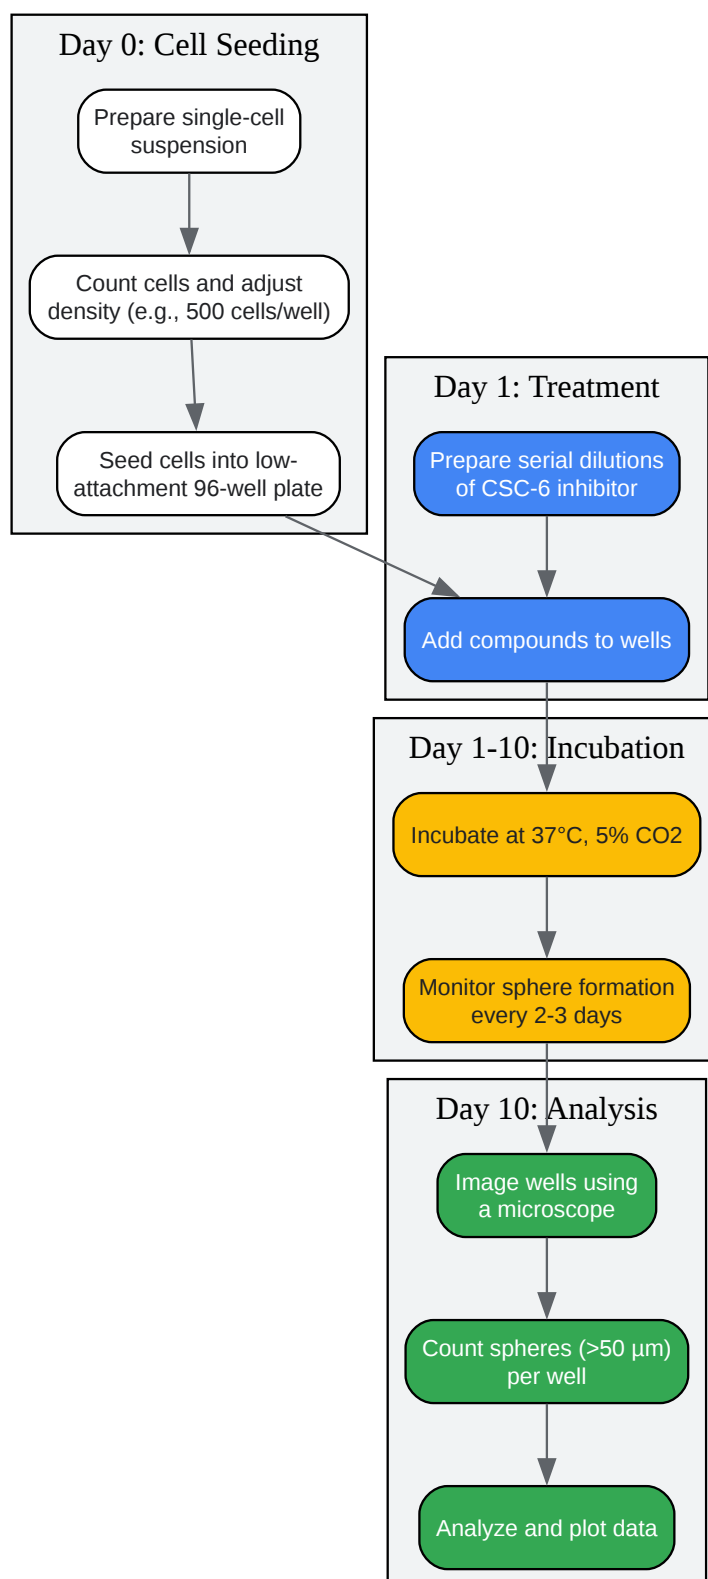 Day 0: Cell Seeding
Prepare single-cell
suspension
Count cells and adjust
density (e.g., 500 cells/well)
Seed cells into low-
attachment 96-well plate
Day 1: Treatment
Prepare serial dilutions
of CSC-6 inhibitor
Add compounds to wells
Day 1-10: Incubation
Incubate at 37°C, 5% CO2
Monitor sphere formation
every 2-3 days
Day 10: Analysis
Image wells using
a microscope
Count spheres (>50 µm)
per well
Analyze and plot data